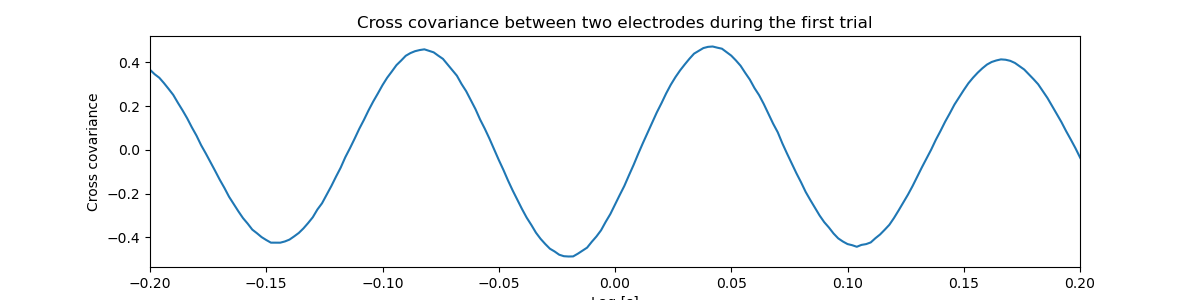 Cross covariance between two electrodes during the first trial
Cross covariance
0.4
0.2
0.0
−0.2
−0.4
−0.20 −0.15 −0.10 −0.05 0.00 0.05 0.10 0.15 0.20